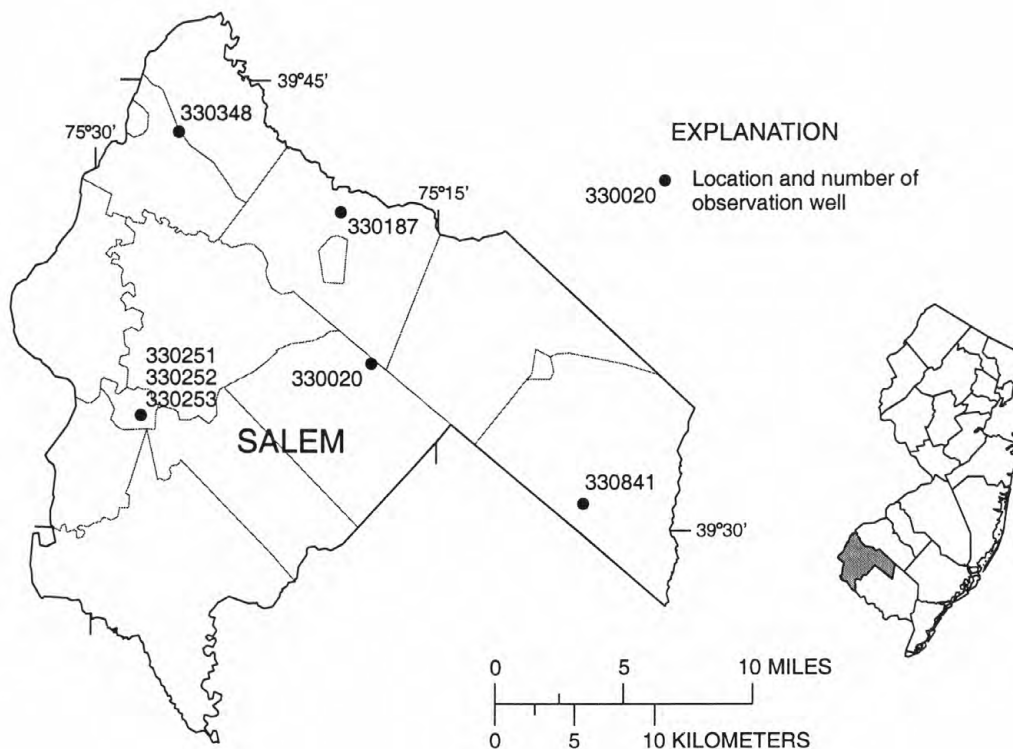 39°45'
330348
75°30'
EXPLANATION
330020 Location and number of
observation well
75°15'
330187
330251
330252
330253
330020
SALEM
330841
39°30'
0 5 10 MILES
0 5 10 KILOMETERS